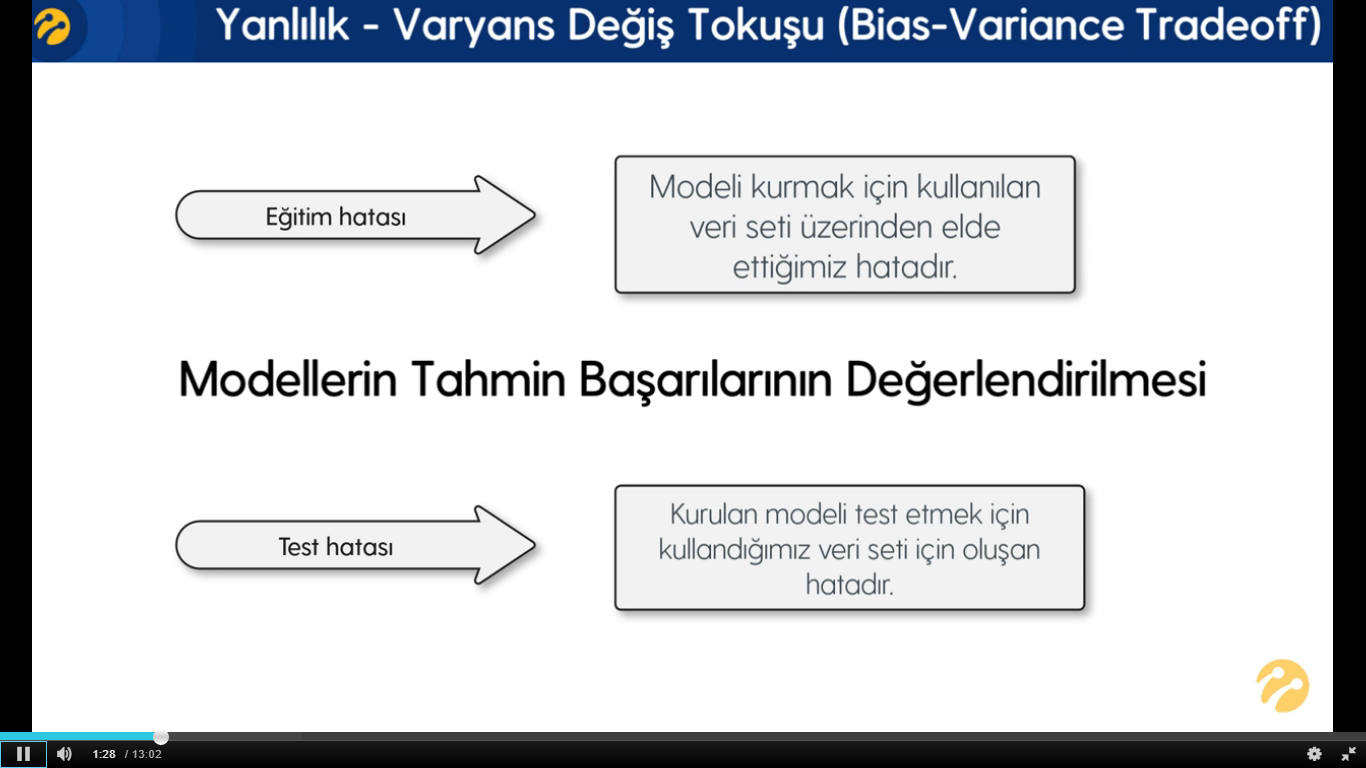 Yanlılık - Varyans Değiş Tokuşu (Bias-Variance Tradeoff)
Eğitim hatası
Modeli kurmak için kullanılan
veri seti üzerinden elde
ettiğimiz hatadır.
Modellerin Tahmin Başarılarının Değerlendirilmesi
Test hatası
Kurulan modeli test etmek için
kullandığımız veri seti için oluşan
hatadır.
1:28 / 13:02